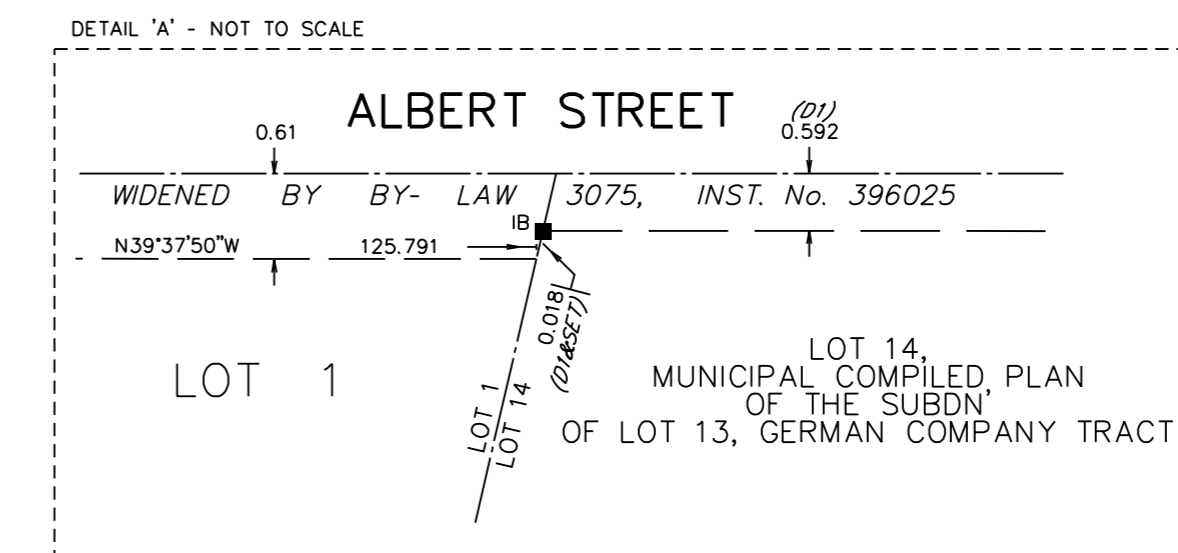 DETAIL 'A' - NOT TO SCALE
ALBERT STREET
(D1)
0.61
0.592
WIDENED BY BY- LAW 3075, INST. No. 396025
IB
N39°37'50"W 125.791
0.018
(D1&SET)
LOT 1
LOT 1
LOT 14
LOT 14,
MUNICIPAL COMPILED PLAN
OF THE SUBDN'
OF LOT 13, GERMAN COMPANY TRACT